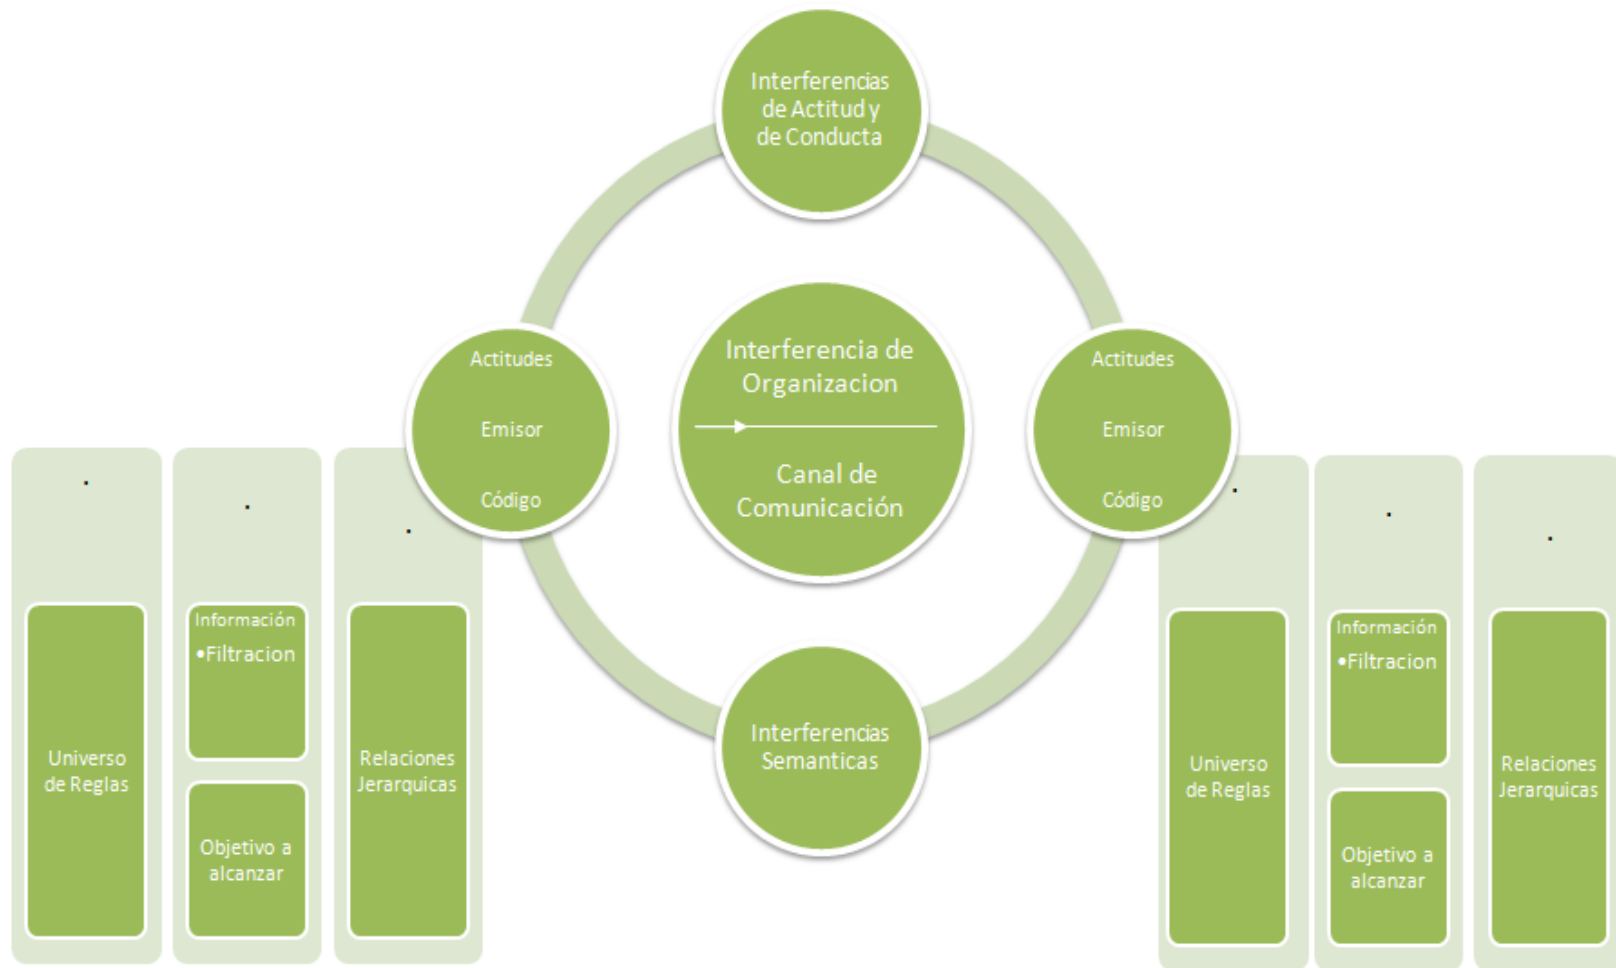 Interferencias
de Actitud y
de Conducta
Actitudes
Emisor
Código
Interferencia de
Organizacion
Canal de
Comunicación
Actitudes
Emisor
Código
Interferencias
Semanticas
.
.
.
Universo
de Reglas
Información
•Filtracion
Objetivo a
alcanzar
Relaciones
Jerarquicas
.
.
.
Universo
de Reglas
Información
•Filtracion
Objetivo a
alcanzar
Relaciones
Jerarquicas